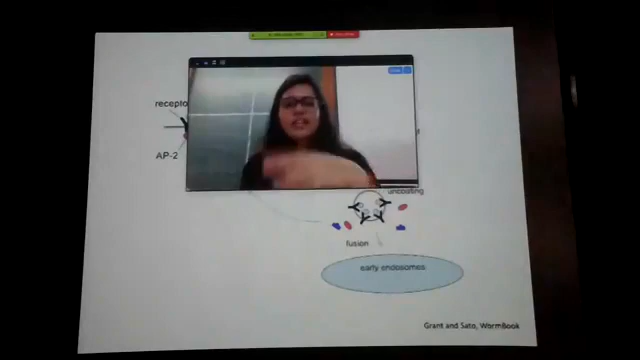 recepto
AP-2
uncoating
fusion
early endosomes
Grant and Sato, WormBook